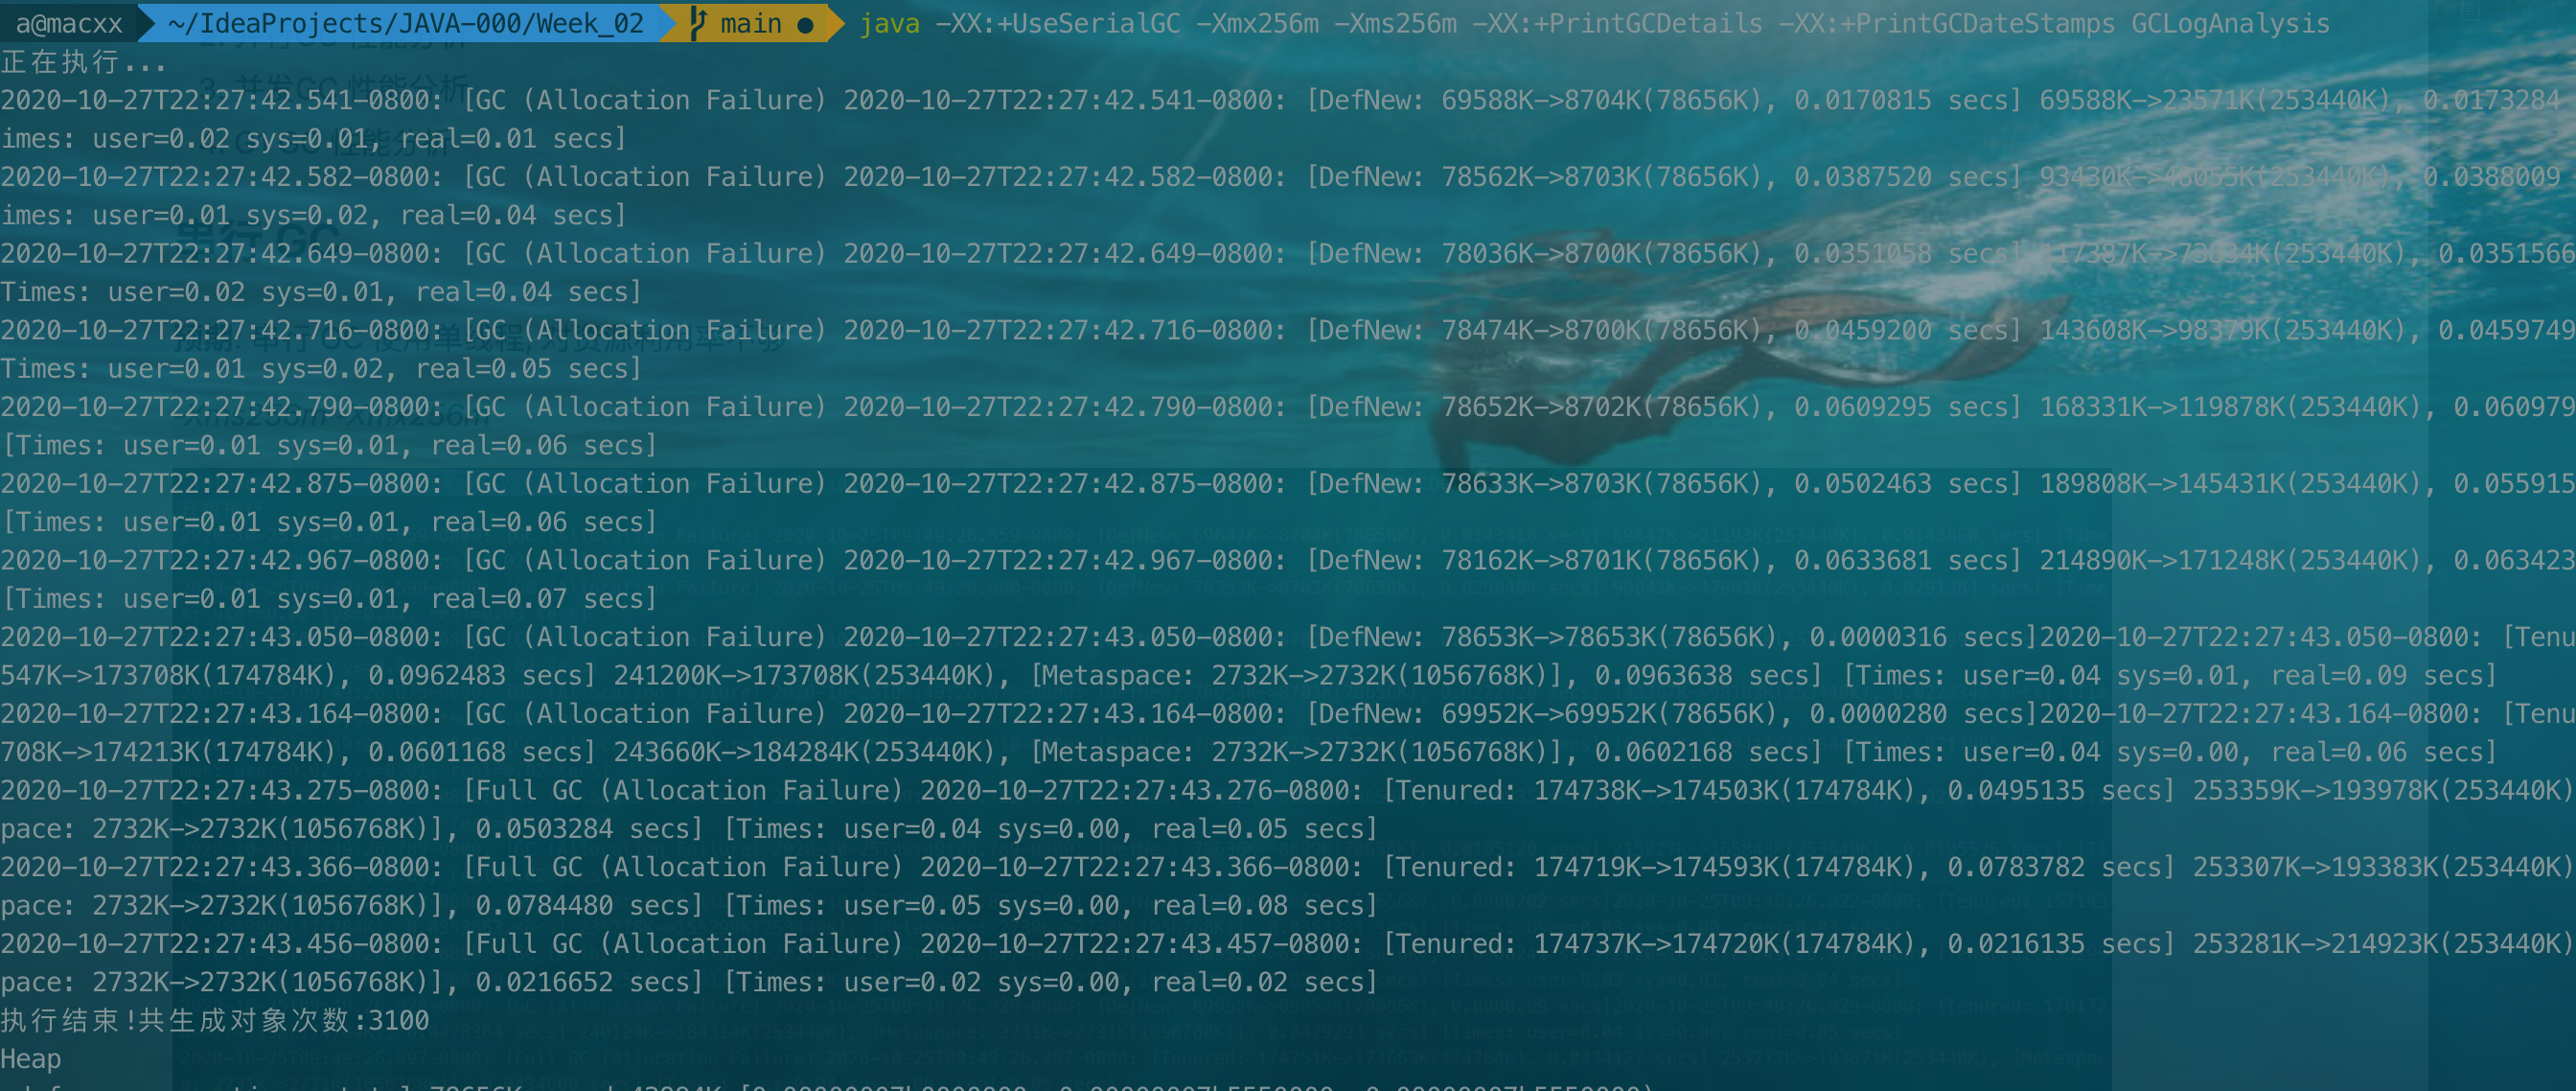 a@macxx ~/IdeaProjects/JAVA-000/Week_02 main ● java -XX:+UseSerialGC -Xmx256m -Xms256m -XX:+PrintGCDetails -XX:+PrintGCDateStamps GCLogAnalysis
正在执行...
2020-10-27T22:27:42.541-0800: [GC (Allocation Failure) 2020-10-27T22:27:42.541-0800: [DefNew: 69588K->8704K(78656K), 0.0170815 secs] 69588K->23571K(253440K), 0.0173284
imes: user=0.02 sys=0.01, real=0.01 secs]
2020-10-27T22:27:42.582-0800: [GC (Allocation Failure) 2020-10-27T22:27:42.582-0800: [DefNew: 78562K->8703K(78656K), 0.0387520 secs] 0.0388009
imes: user=0.01 sys=0.02, real=0.04 secs]
2020-10-27T22:27:42.649-0800: [GC (Allocation Failure) 2020-10-27T22:27:42.649-0800: [DefNew: 78036K->8700K(78656K), 0.0351058 secs] 0.0351566
Times: user=0.02 sys=0.01, real=0.04 secs]
2020-10-27T22:27:42.716-0800: [GC (Allocation Failure) 2020-10-27T22:27:42.716-0800: [DefNew: 78474K->8700K(78656K), 0.0459200 secs] 143608K->98379K(253440K), 0.0459749
Times: user=0.01 sys=0.02, real=0.05 secs]
2020-10-27T22:27:42.790-0800: [GC (Allocation Failure) 2020-10-27T22:27:42.790-0800: [DefNew: 78652K->8702K(78656K), 0.0609295 secs] 168331K->119878K(253440K), 0.060979
[Times: user=0.01 sys=0.01, real=0.06 secs]
2020-10-27T22:27:42.875-0800: [GC (Allocation Failure) 2020-10-27T22:27:42.875-0800: [DefNew: 78633K->8703K(78656K), 0.0502463 secs] 189808K->145431K(253440K), 0.055915
[Times: user=0.01 sys=0.01, real=0.06 secs]
2020-10-27T22:27:42.967-0800: [GC (Allocation Failure) 2020-10-27T22:27:42.967-0800: [DefNew: 78162K->8701K(78656K), 0.0633681 secs] 214890K->171248K(253440K), 0.063423
[Times: user=0.01 sys=0.01, real=0.07 secs]
2020-10-27T22:27:43.050-0800: [GC (Allocation Failure) 2020-10-27T22:27:43.050-0800: [DefNew: 78653K->78653K(78656K), 0.0000316 secs]2020-10-27T22:27:43.050-0800: [Tenu
547K->173708K(174784K), 0.0962483 secs] 241200K->173708K(253440K), [Metaspace: 2732K->2732K(1056768K)], 0.0963638 secs] [Times: user=0.04 sys=0.01, real=0.09 secs]
2020-10-27T22:27:43.164-0800: [GC (Allocation Failure) 2020-10-27T22:27:43.164-0800: [DefNew: 69952K->69952K(78656K), 0.0000280 secs]2020-10-27T22:27:43.164-0800: [Tenu
708K->174213K(174784K), 0.0601168 secs] 243660K->184284K(253440K), [Metaspace: 2732K->2732K(1056768K)], 0.0602168 secs] [Times: user=0.04 sys=0.00, real=0.06 secs]
2020-10-27T22:27:43.275-0800: [Full GC (Allocation Failure) 2020-10-27T22:27:43.276-0800: [Tenured: 174738K->174503K(174784K), 0.0495135 secs] 253359K->193978K(253440K)
pace: 2732K->2732K(1056768K)], 0.0503284 secs] [Times: user=0.04 sys=0.00, real=0.05 secs]
2020-10-27T22:27:43.366-0800: [Full GC (Allocation Failure) 2020-10-27T22:27:43.366-0800: [Tenured: 174719K->174593K(174784K), 0.0783782 secs] 253307K->193383K(253440K)
pace: 2732K->2732K(1056768K)], 0.0784480 secs] [Times: user=0.05 sys=0.00, real=0.08 secs]
2020-10-27T22:27:43.456-0800: [Full GC (Allocation Failure) 2020-10-27T22:27:43.457-0800: [Tenured: 174737K->174720K(174784K), 0.0216135 secs] 253281K->214923K(253440K)
pace: 2732K->2732K(1056768K)], 0.0216652 secs] [Times: user=0.02 sys=0.00, real=0.02 secs]
执行结束!共生成对象次数:3100
Heap